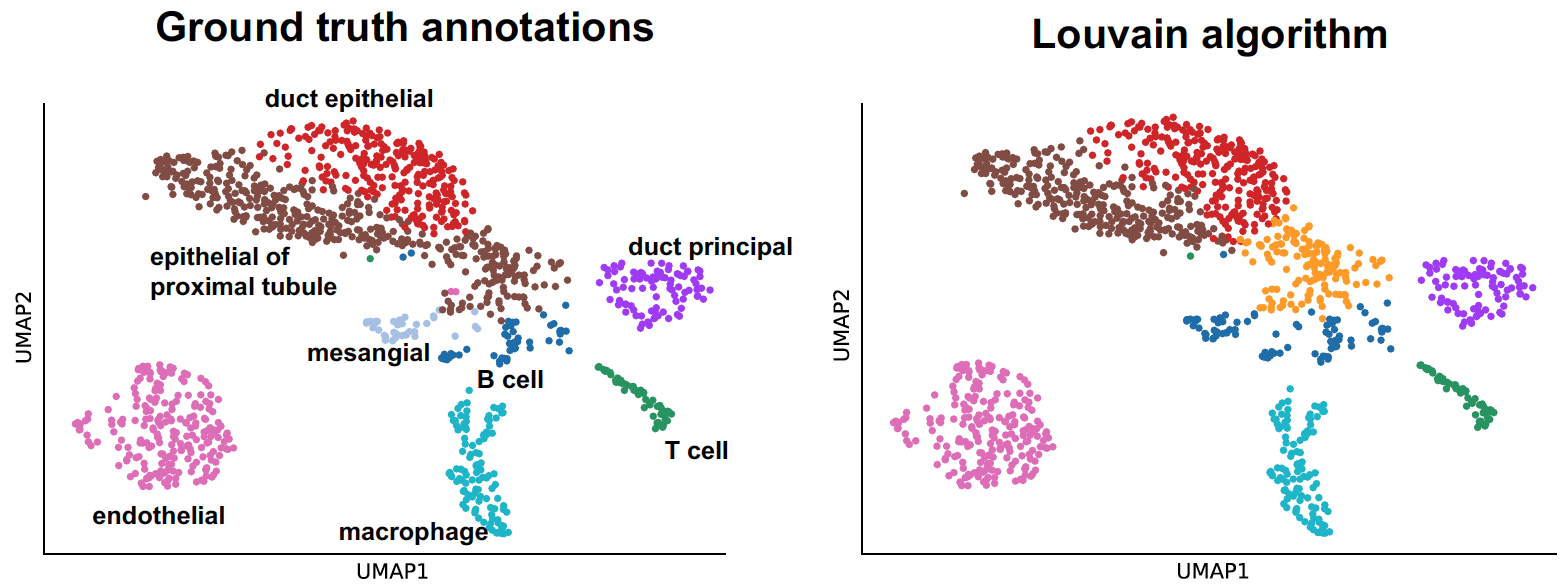 Ground truth annotations
duct epithelial
epithelial of
proximal tubule
duct principal
mesangial
B cell
T cell
endothelial
macrophage
UMAP2
UMAP1
Louvain algorithm
UMAP2
UMAP1